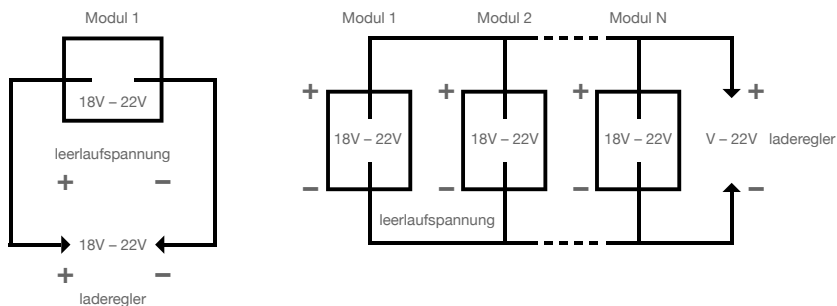 Modul 1
18V – 22V
leerlaufspannung
+ –
18V – 22V
+ –
laderegler
Modul 1 Modul 2 Modul N
+ + + +
18V – 22V 18V – 22V 18V – 22V V – 22V laderegler
– – – –
leerlaufspannung